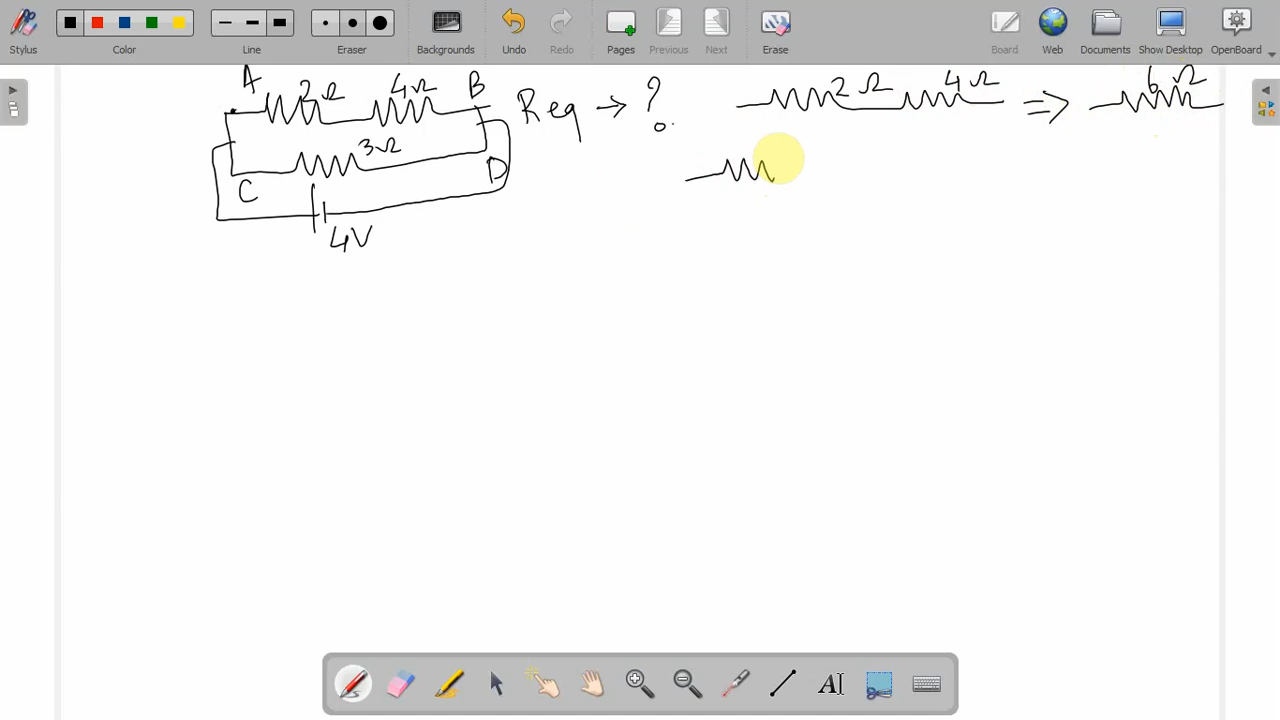 Stylus Color Line Eraser Backgrounds Undo Redo Pages Previous Next Erase Board Web Documents Show Desktop OpenBoard
A 2Ω 4Ω B Req → ? 2Ω 4Ω ⇒ 6Ω
3Ω
C D
4V
AI